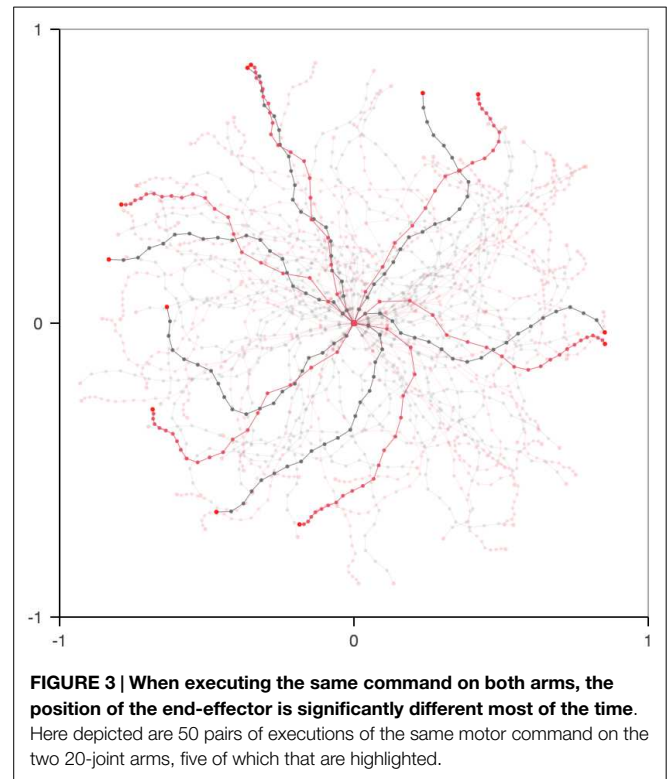 1
0
-1
-1
0
1
FIGURE 3 | When executing the same command on both arms, the
position of the end-effector is significantly different most of the time.
Here depicted are 50 pairs of executions of the same motor command on the
two 20-joint arms, five of which that are highlighted.